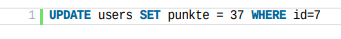 1 UPDATE users SET punkte = 37 WHERE id=7